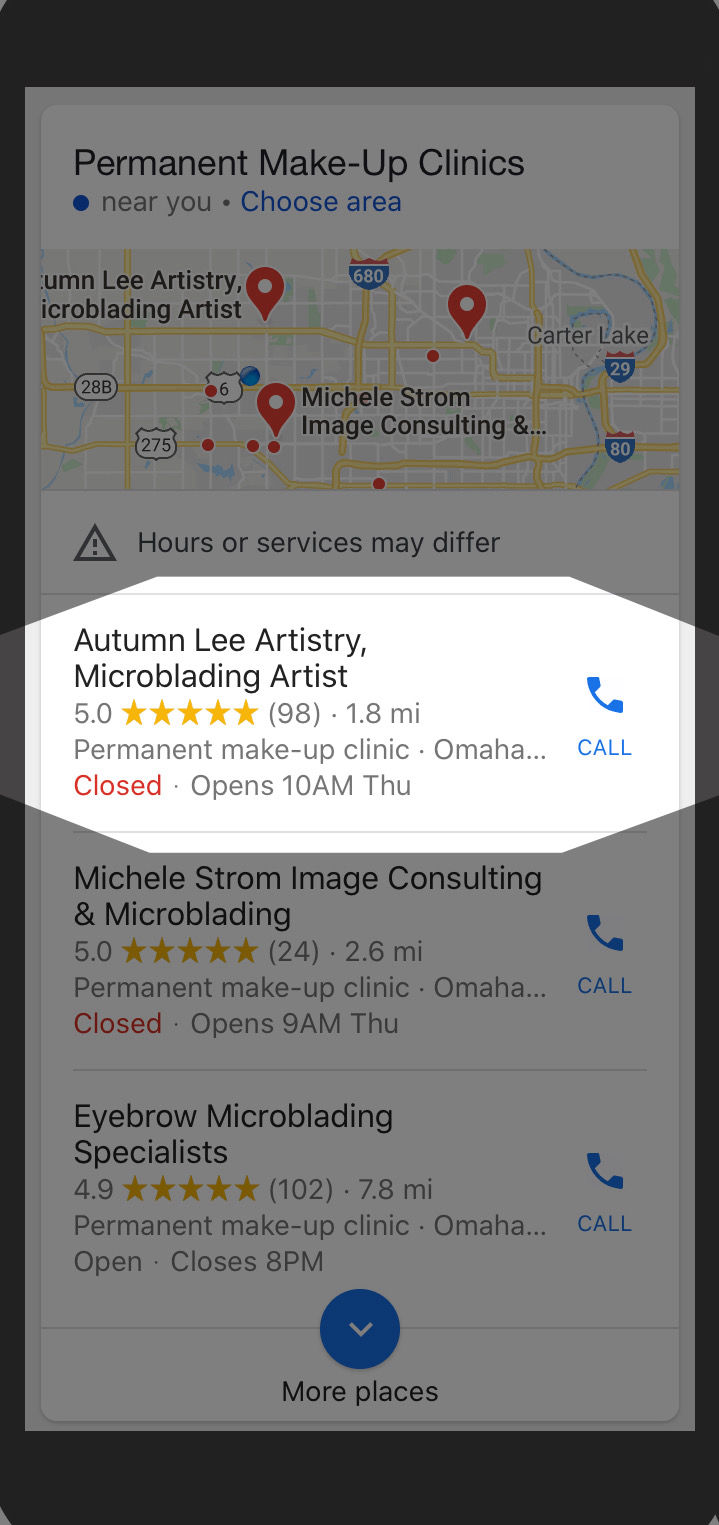 Permanent Make-Up Clinics
near you • Choose area
tumn Lee Artistry,
icroblading Artist
680
Carter Lake
29
28B
6
Michele Strom
Image Consulting &...
275
80
Hours or services may differ
Autumn Lee Artistry,
Microblading Artist
5.0 ★★★★★ (98) · 1.8 mi
Permanent make-up clinic · Omaha...
CALL
Closed · Opens 10AM Thu
Michele Strom Image Consulting
& Microblading
5.0 ★★★★★ (24) · 2.6 mi
Permanent make-up clinic · Omaha...
CALL
Closed · Opens 9AM Thu
Eyebrow Microblading
Specialists
4.9 ★★★★★ (102) · 7.8 mi
Permanent make-up clinic · Omaha...
CALL
Open · Closes 8PM
More places